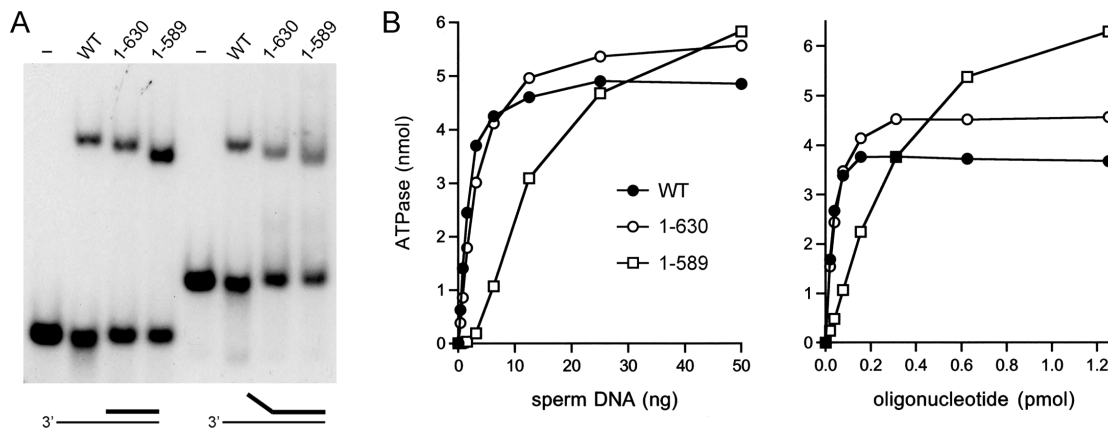 A
– WT 1-630 1-589 – WT 1-630 1-589
3' 3'
B
ATPase (nmol)
6
5
4
3
2
1
0
0 10 20 30 40 50
sperm DNA (ng)
WT
1-630
1-589
6
5
4
3
2
1
0
0.0 0.2 0.4 0.6 0.8 1.0 1.2
oligonucleotide (pmol)